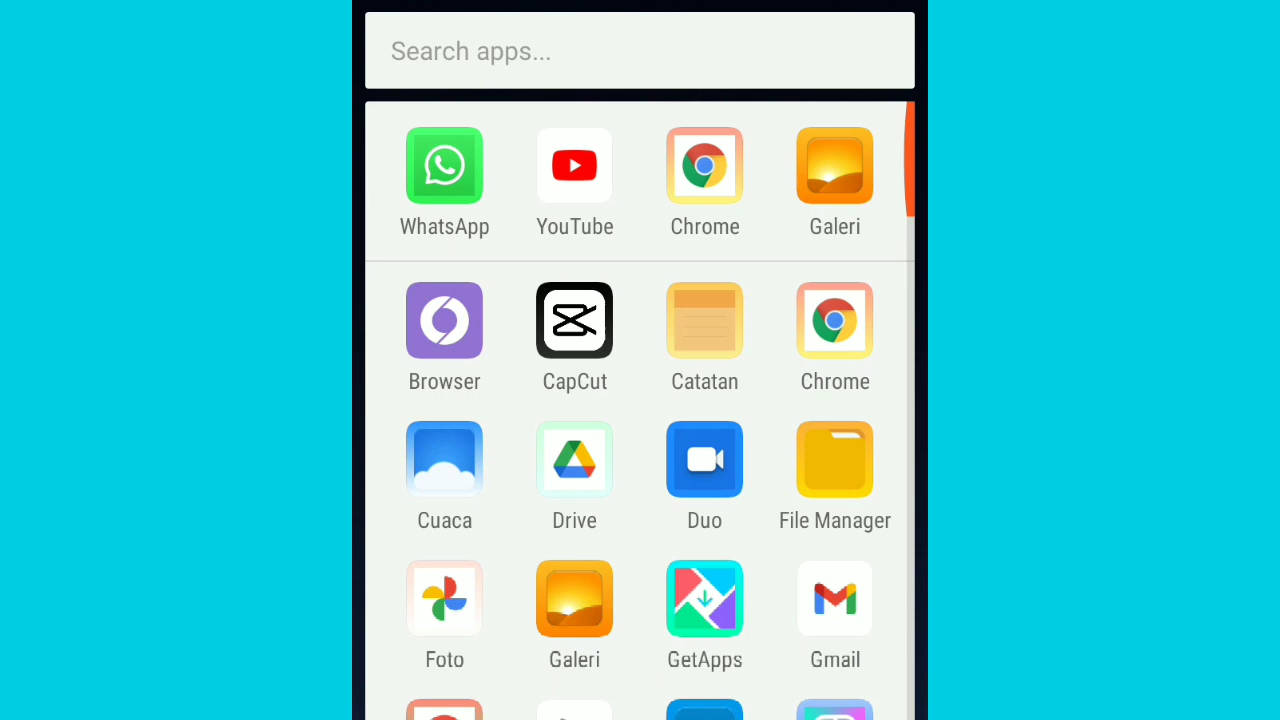 Search apps...
WhatsApp YouTube Chrome Galeri
Browser CapCut Catatan Chrome
Cuaca Drive Duo File Manager
Foto Galeri GetApps Gmail